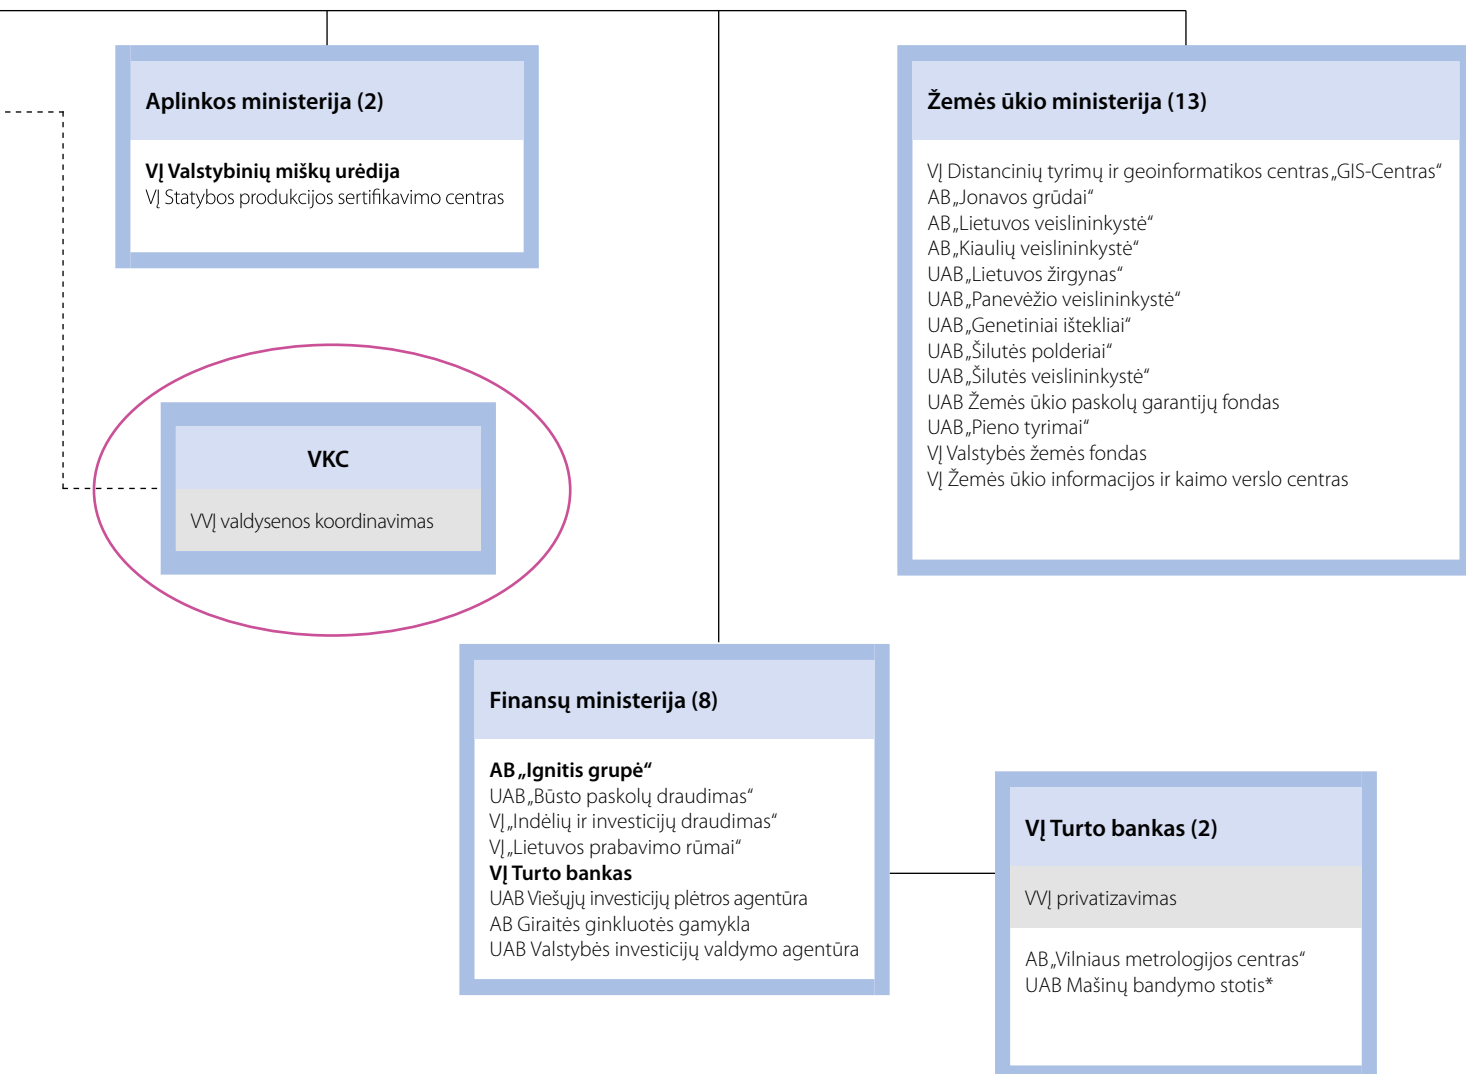 Aplinkos ministerija (2)
VĮ Valstybinių miškų urėdija
VĮ Statybos produkcijos sertifikavimo centras
Žemės ūkio ministerija (13)
VĮ Distancinių tyrimų ir geoinformatikos centras „GIS-Centras“
AB „Jonavos grūdai“
AB „Lietuvos veislininkystė“
AB „Kiaulių veislininkystė“
UAB „Lietuvos žirgynas“
UAB „Panevėžio veislininkystė“
UAB „Genetiniai ištekliai“
UAB „Šilutės polderiai“
UAB „Šilutės veislininkystė“
UAB Žemės ūkio paskolų garantijų fondas
UAB „Pieno tyrimai“
VĮ Valstybės žemės fondas
VĮ Žemės ūkio informacijos ir kaimo verslo centras
VKC
VVĮ valdysenos koordinavimas
Finansų ministerija (8)
AB „Ignitis grupė“
UAB „Būsto paskolų draudimas“
VĮ „Indėlių ir investicijų draudimas“
VĮ „Lietuvos prabavimo rūmai“
VĮ Turto bankas
UAB Viešųjų investicijų plėtros agentūra
AB Giraitės ginkluotės gamykla
UAB Valstybės investicijų valdymo agentūra
VĮ Turto bankas (2)
VVĮ privatizavimas
AB „Vilniaus metrologijos centras“
UAB Mašinų bandymo stotis*